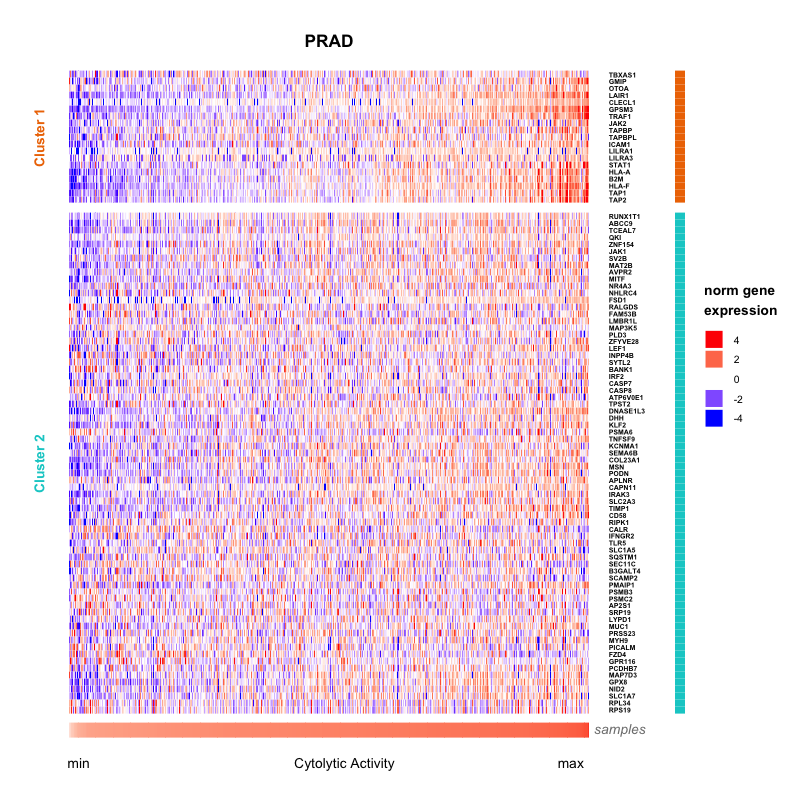 PRAD
Cluster 1
TBXAS1
GMIP
OTOA
LAIR1
CLECL1
GPSM3
TRAF1
JAK2
TAPBP
TAPBPL
ICAM1
LILRA1
LILRA3
STAT1
HLA-A
B2M
HLA-F
TAP1
TAP2
Cluster 2
RUNX1T1
ABCC9
TCEAL7
QKI
ZNF154
JAK1
SV2B
MAT2B
AVPR2
MITF
NR4A3
NHLRC4
FSD1
RALGDS
FAM53B
LMBR1L
MAP3K5
PLD3
ZFYVE28
LEF1
INPP4B
SYTL2
BANK1
IRF2
CASP7
CASP8
ATP6V0E1
TPST2
DNASE1L3
DHH
KLF2
PSMA6
TNFSF9
KCNMA1
SEMA6B
COL23A1
MSN
PODN
APLNR
CAPN11
IRAK3
SLC2A3
TIMP1
CD58
RIPK1
CALR
IFNGR2
TLR5
SLC1A5
SQSTM1
SEC11C
B3GALT4
SCAMP2
PMAIP1
PSMB3
PSMC2
AP2S1
SRP19
LYPD1
MUC1
PRSS23
MYH9
PICALM
FZD4
GPR116
PCDHB7
MAP7D3
GPX8
NID2
SLC1A7
RPL34
RPS19
norm gene
expression
4
2
0
-2
-4
samples
min Cytolytic Activity max